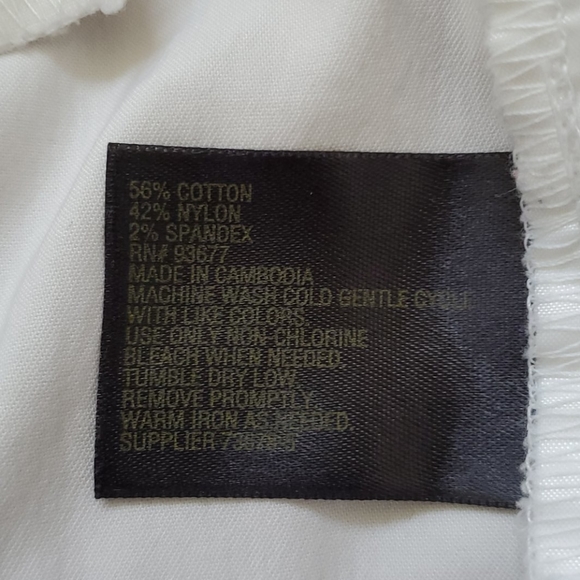 56% COTTON
42% NYLON
2% SPANDEX
RN# 93677
MADE IN CAMBODIA
MACHINE WASH COLD GENTLE CYCLE
WITH LIKE COLORS
USE ONLY NON CHLORINE
BLEACH WHEN NEEDED
TUMBLE DRY LOW
REMOVE PROMPTLY
WARM IRON AS NEEDED.
SUPPLIER